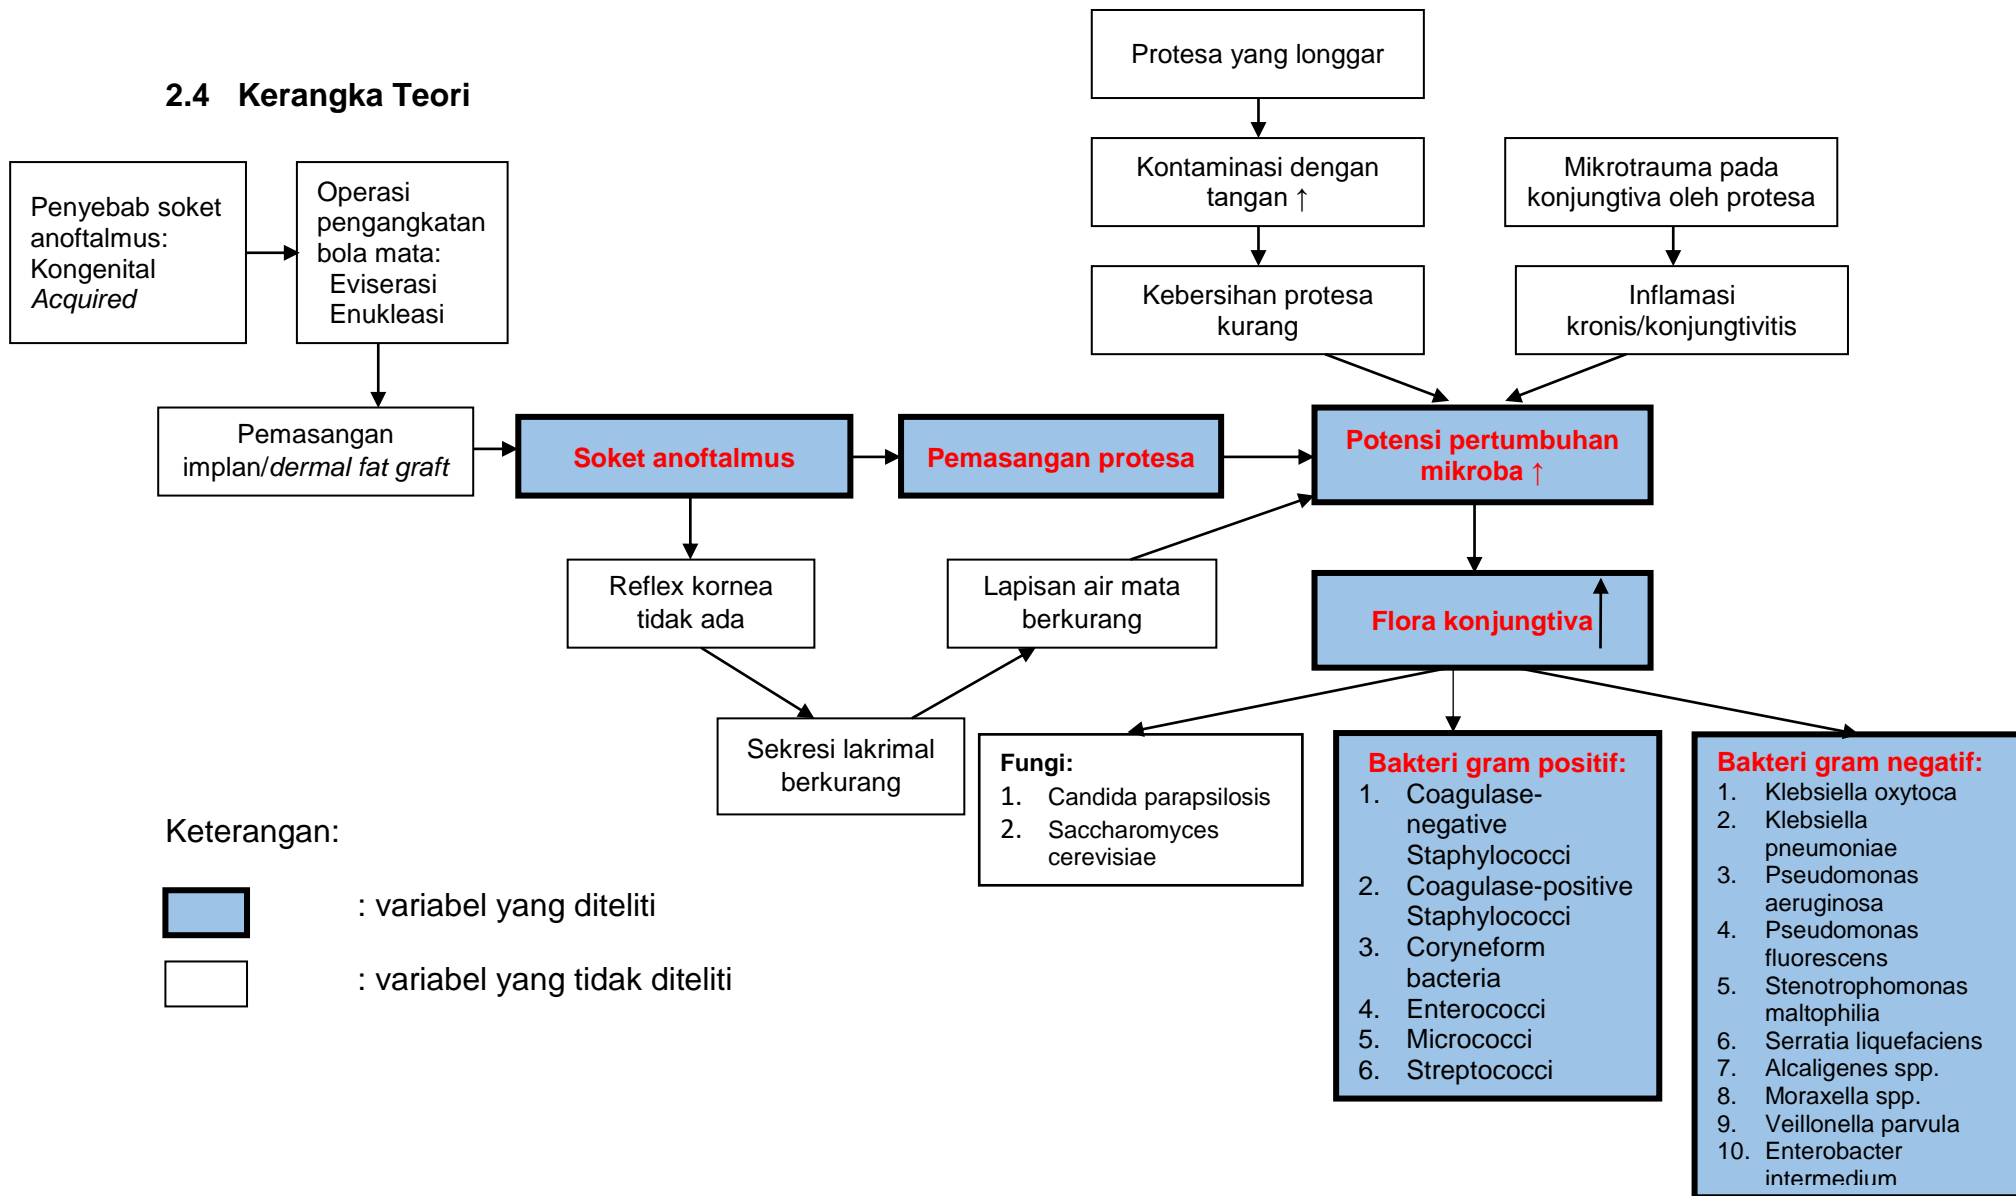 2.4 Kerangka Teori
Penyebab soket
anoftalmus:
Kongenital
Acquired
Operasi
pengangkatan
bola mata:
Eviserasi
Enukleasi
Protesa yang longgar
Kontaminasi dengan
tangan ↑
Kebersihan protesa
kurang
Mikrotrauma pada
konjungtiva oleh protesa
Inflamasi
kronis/konjungtivitis
Pemasangan
implan/dermal fat graft
Soket anoftalmus
Pemasangan protesa
Potensi pertumbuhan
mikroba ↑
Reflex kornea
tidak ada
Sekresi lakrimal
berkurang
Lapisan air mata
berkurang
Flora konjungtiva
Fungi:
1. Candida parapsilosis
2. Saccharomyces
cerevisiae
Bakteri gram positif:
1. Coagulase-
negative
Staphylococci
2. Coagulase-positive
Staphylococci
3. Coryneform
bacteria
4. Enterococci
5. Micrococci
6. Streptococci
Bakteri gram negatif:
1. Klebsiella oxytoca
2. Klebsiella
pneumoniae
3. Pseudomonas
aeruginosa
4. Pseudomonas
fluorescens
5. Stenotrophomonas
maltophilia
6. Serratia liquefaciens
7. Alcaligenes spp.
8. Moraxella spp.
9. Veillonella parvula
10. Enterobacter
intermedium
Keterangan:
: variabel yang diteliti
: variabel yang tidak diteliti